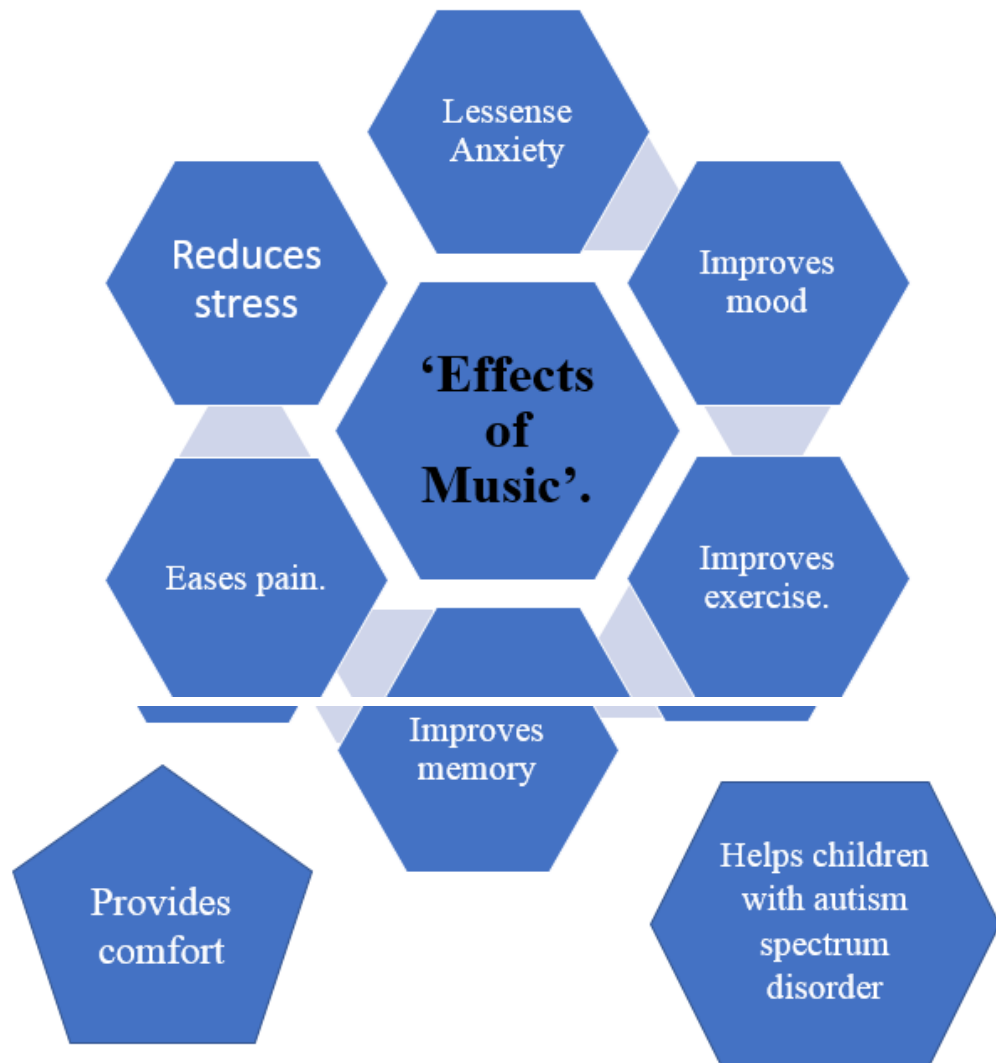 Lessense
Anxiety
Reduces
stress
Improves
mood
‘Effects
of
Music’.
Eases pain.
Improves
exercise.
Improves
memory
Provides
comfort
Helps children
with autism
spectrum
disorder